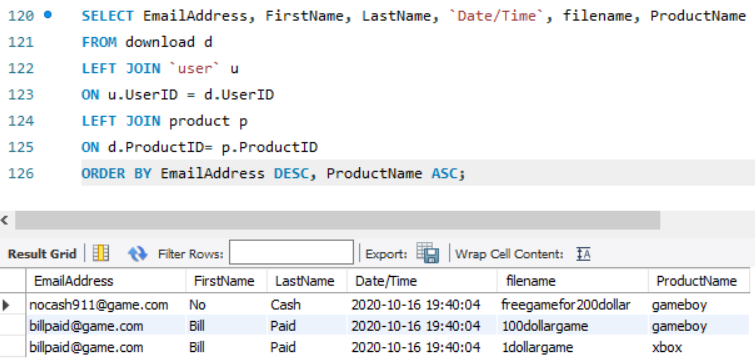 120 SELECT EmailAddress, FirstName, LastName, `Date/Time`, filename, ProductName
121 FROM download d
122 LEFT JOIN `user` u
123 ON u.UserID = d.UserID
124 LEFT JOIN product p
125 ON d.ProductID= p.ProductID
126 ORDER BY EmailAddress DESC, ProductName ASC;
Result Grid Filter Rows: Export: Wrap Cell Content:
EmailAddress FirstName LastName Date/Time filename ProductName
nocash911@game.com No Cash 2020-10-16 19:40:04 freegamefor200dollar gameboy
billpaid@game.com Bill Paid 2020-10-16 19:40:04 100dollargame gameboy
billpaid@game.com Bill Paid 2020-10-16 19:40:04 1dollargame xbox